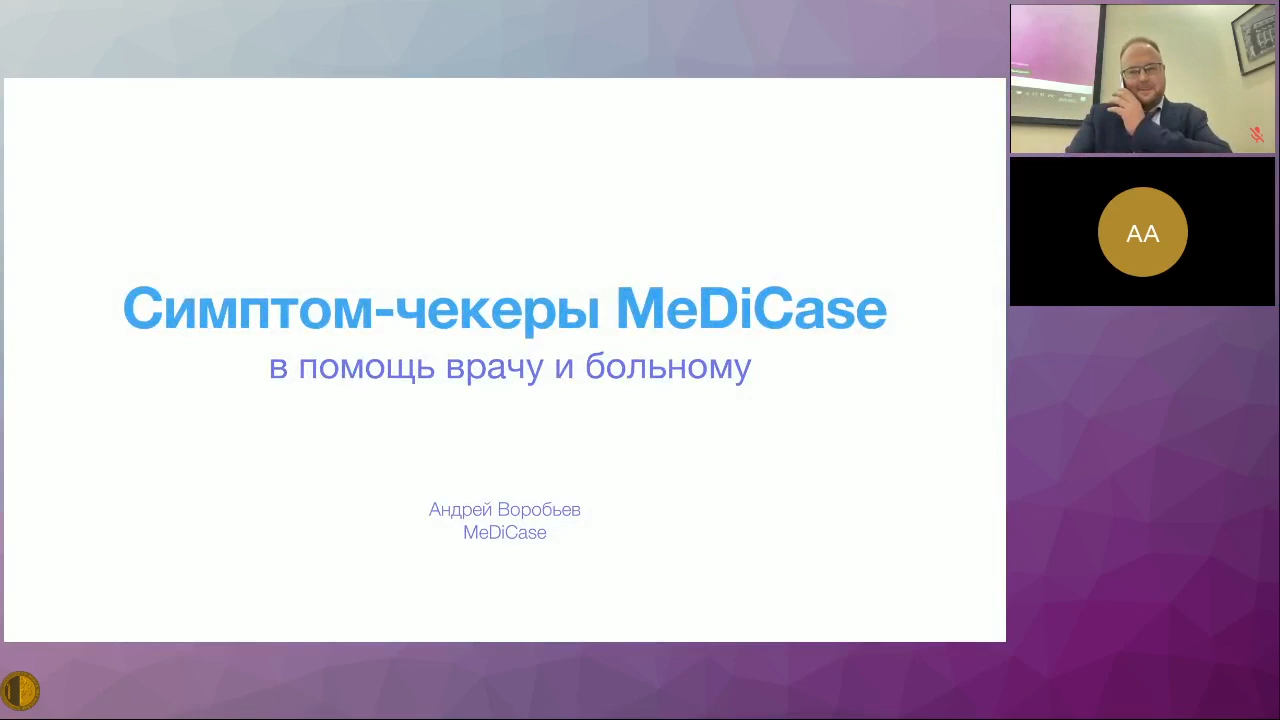 Симптом-чекеры MeDiCase
в помощь врачу и больному
Андрей Воробьев
MeDiCase
AA